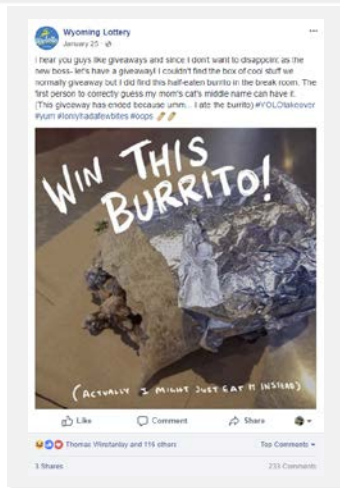 Wyoming Lottery
January 25
I hear you guys like giveaways and since I don't want to disappoint as the
new boss- let's have a giveaway! I couldn't find the box of cool stuff we
normally giveaway but I did find this half-eaten burrito in the break room. The
first person to correctly guess my mom's cat's middle name can have it.
(This giveaway has ended because umm... I ate the burrito) #YOLOtakeover
#yum #Ionlyhadafewbites #oops
WIN THIS
BURRITO!
(ACTUALLY I MIGHT JUST EAT IT INSTEAD)
Like Comment Share
Thomas Winstanley and 116 others Top Comments
3 Shares 233 Comments